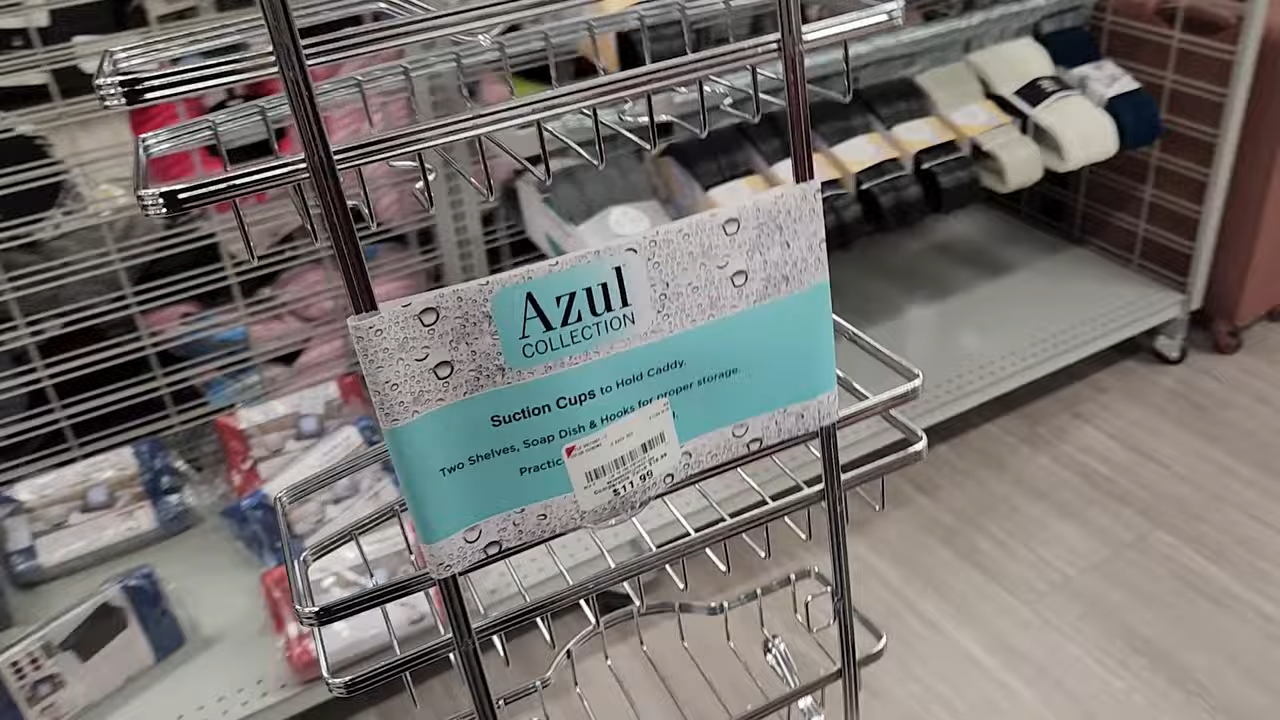 Azul
COLLECTION
Suction Cups to Hold Caddy.
Two Shelves, Soap Dish & Hooks for proper storage.
Practic
$11.99